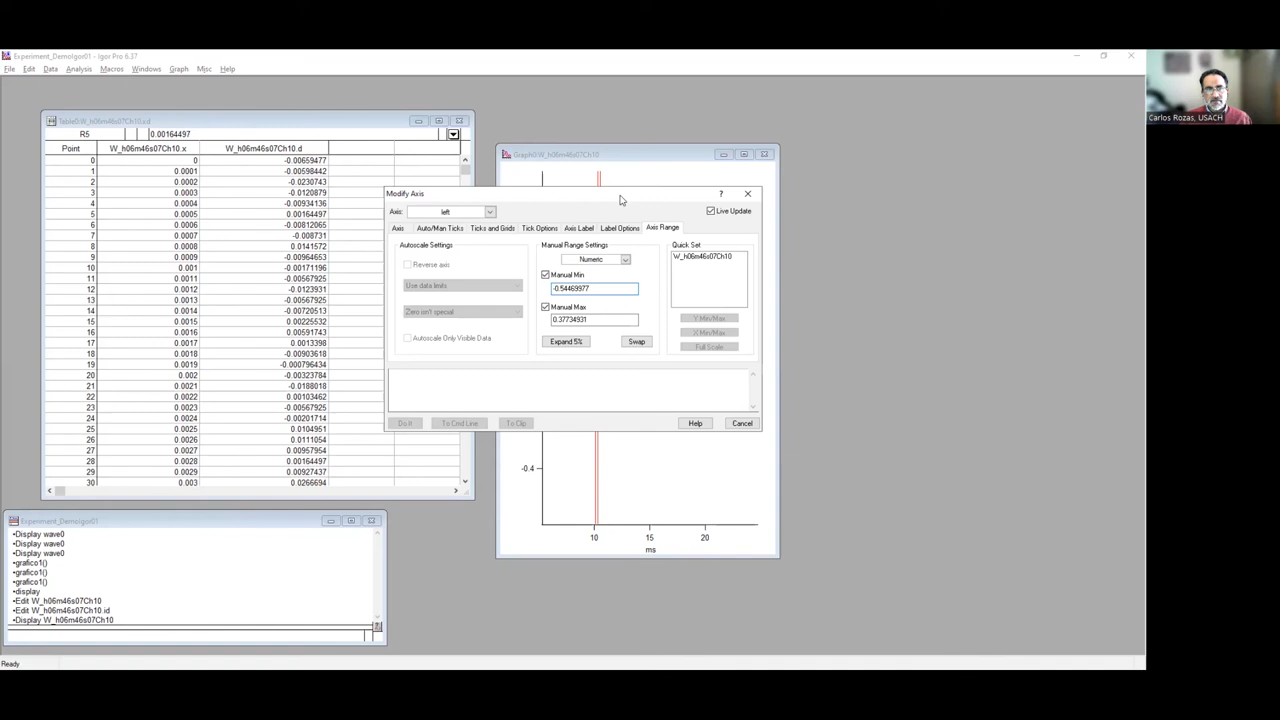 Experiment_DemoIgor01 - Igor Pro 6.37
File Edit Data Analysis Macros Windows Graph Misc Help
Carlos Rozas, USACH
Table0:W_h06m46s07Ch10.xd
R5 0.00164497
Point W_h06m46s07Ch10.x W_h06m46s07Ch10.d
0 0 -0.00659477
1 0.0001 -0.00598442
2 0.0002 -0.0230743
3 0.0003 -0.0120879
4 0.0004 -0.00934136
5 0.0005 0.00164497
6 0.0006 -0.00812065
7 0.0007 -0.008731
8 0.0008 0.0141572
9 0.0009 -0.00964653
10 0.001 -0.00171196
11 0.0011 -0.00567925
12 0.0012 -0.0123931
13 0.0013 -0.00567925
14 0.0014 -0.00720513
15 0.0015 0.00225532
16 0.0016 0.00591743
17 0.0017 0.0013398
18 0.0018 -0.00903618
19 0.0019 -0.000796434
20 0.002 -0.00323784
21 0.0021 -0.0188018
22 0.0022 0.00103462
23 0.0023 -0.00567925
24 0.0024 -0.00201714
25 0.0025 0.0104951
26 0.0026 0.0111054
27 0.0027 0.00957954
28 0.0028 0.00164497
29 0.0029 0.00927437
30 0.003 0.0266694
Graph0:W_h06m46s07Ch10
Modify Axis
Axis: left
Live Update
Axis Auto/Man Ticks Ticks and Grids Tick Options Axis Label Label Options Axis Range
Autoscale Settings
Reverse axis
Use data limits
Zero isn't special
Autoscale Only Visible Data
Manual Range Settings
Numeric
Manual Min
-0.54469977
Manual Max
0.37734931
Expand 5% Swap
Quick Set
W_h06m46s07Ch10
Y Min/Max
X Min/Max
Full Scale
Do It To Cmd Line To Clip Help Cancel
-0.4
10 15 20
ms
Experiment_DemoIgor01
•Display wave0
•Display wave0
•Display wave0
•grafico1()
•grafico1()
•grafico1()
•display
•Edit W_h06m46s07Ch10
•Edit W_h06m46s07Ch10.id
•Display W_h06m46s07Ch10
Ready